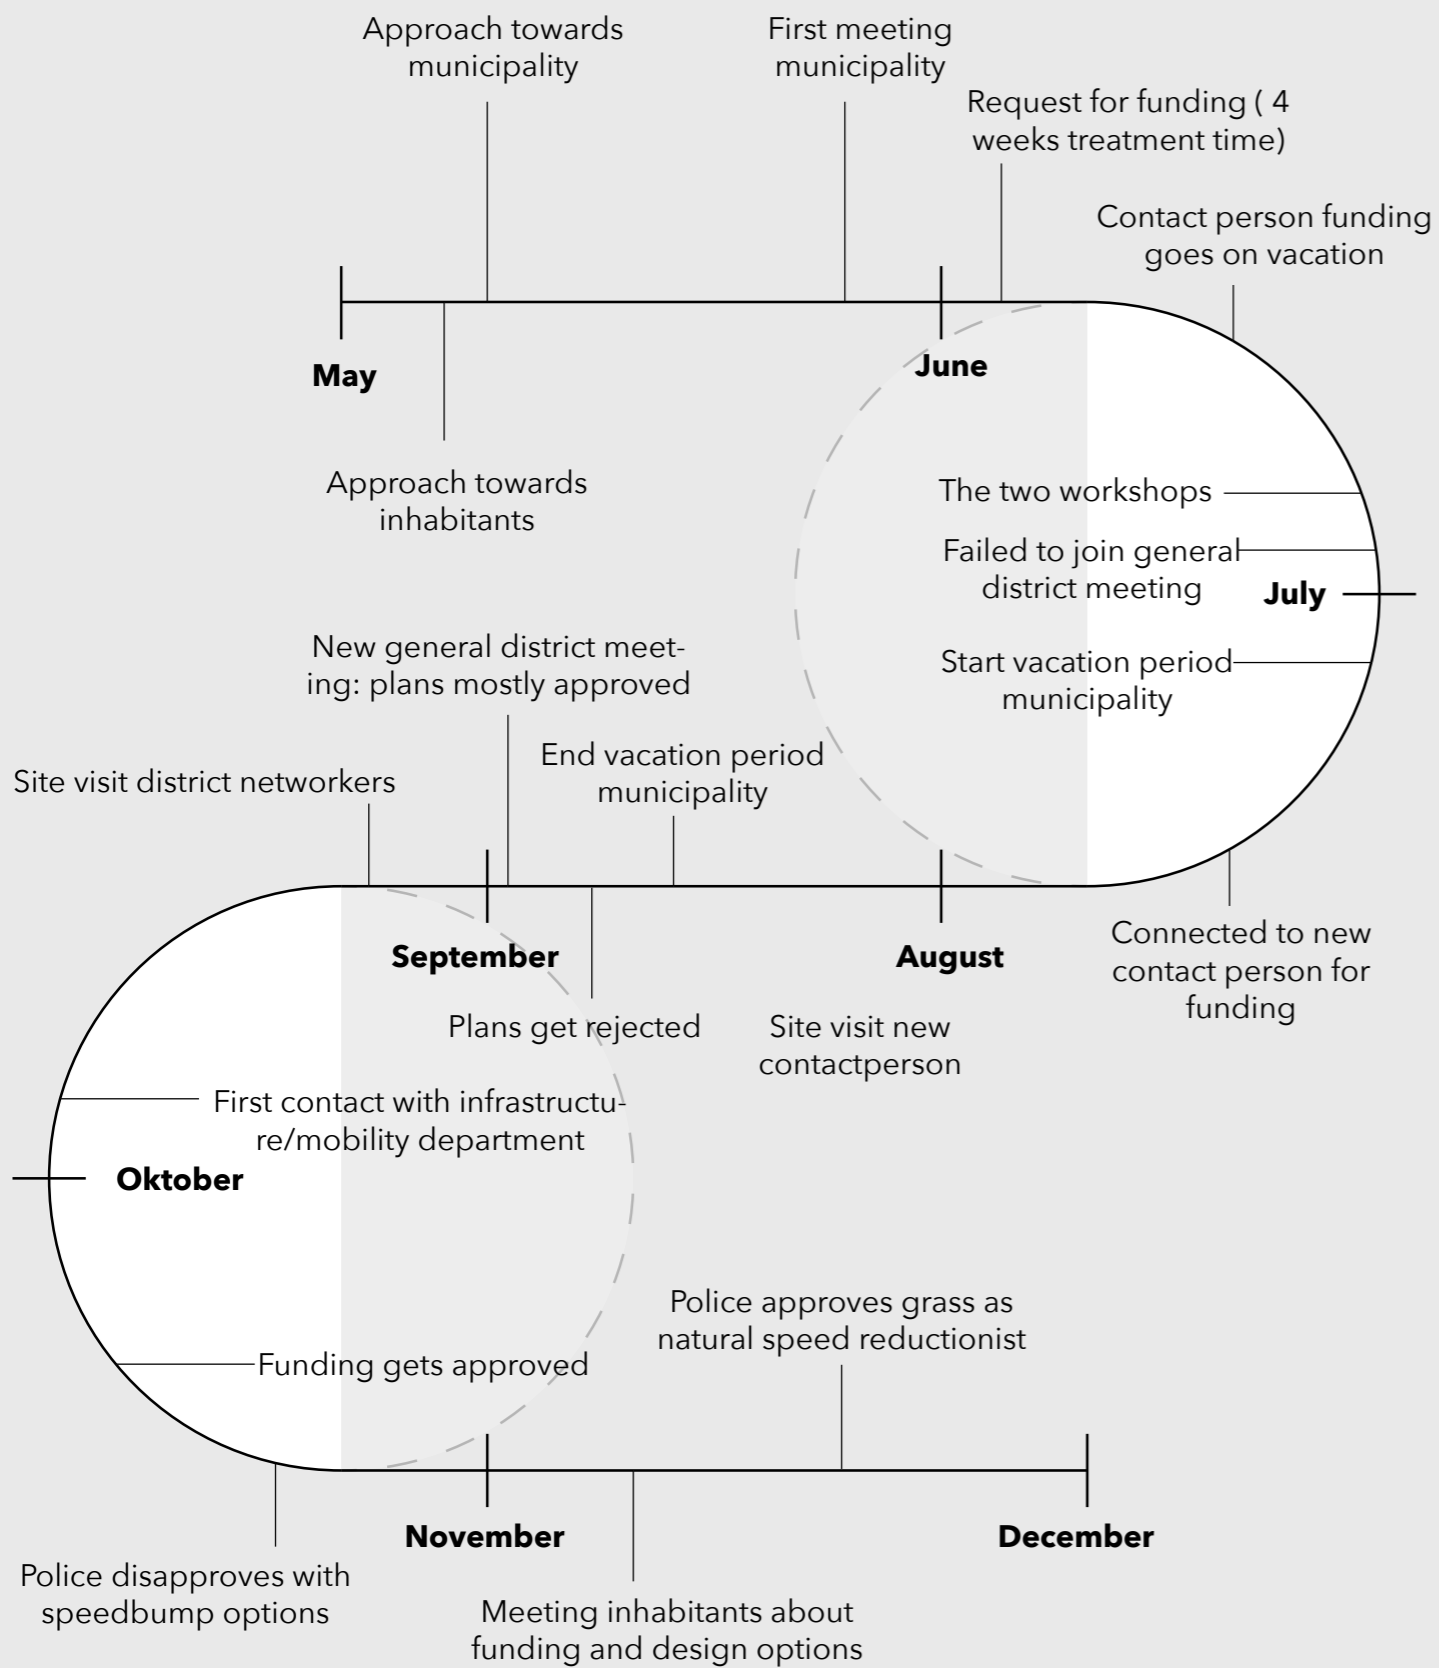 Approach towards
municipality
First meeting
municipality
Request for funding ( 4
weeks treatment time)
Contact person funding
goes on vacation
May
June
Approach towards
inhabitants
The two workshops
Failed to join general
district meeting
July
Start vacation period
municipality
New general district meet-
ing: plans mostly approved
End vacation period
municipality
Site visit district networkers
September
August
Connected to new
contact person for
funding
Plans get rejected
Site visit new
contactperson
First contact with infrastructu-
re/mobility department
Oktober
Police approves grass as
natural speed reductionist
Funding gets approved
November
December
Police disapproves with
speedbump options
Meeting inhabitants about
funding and design options